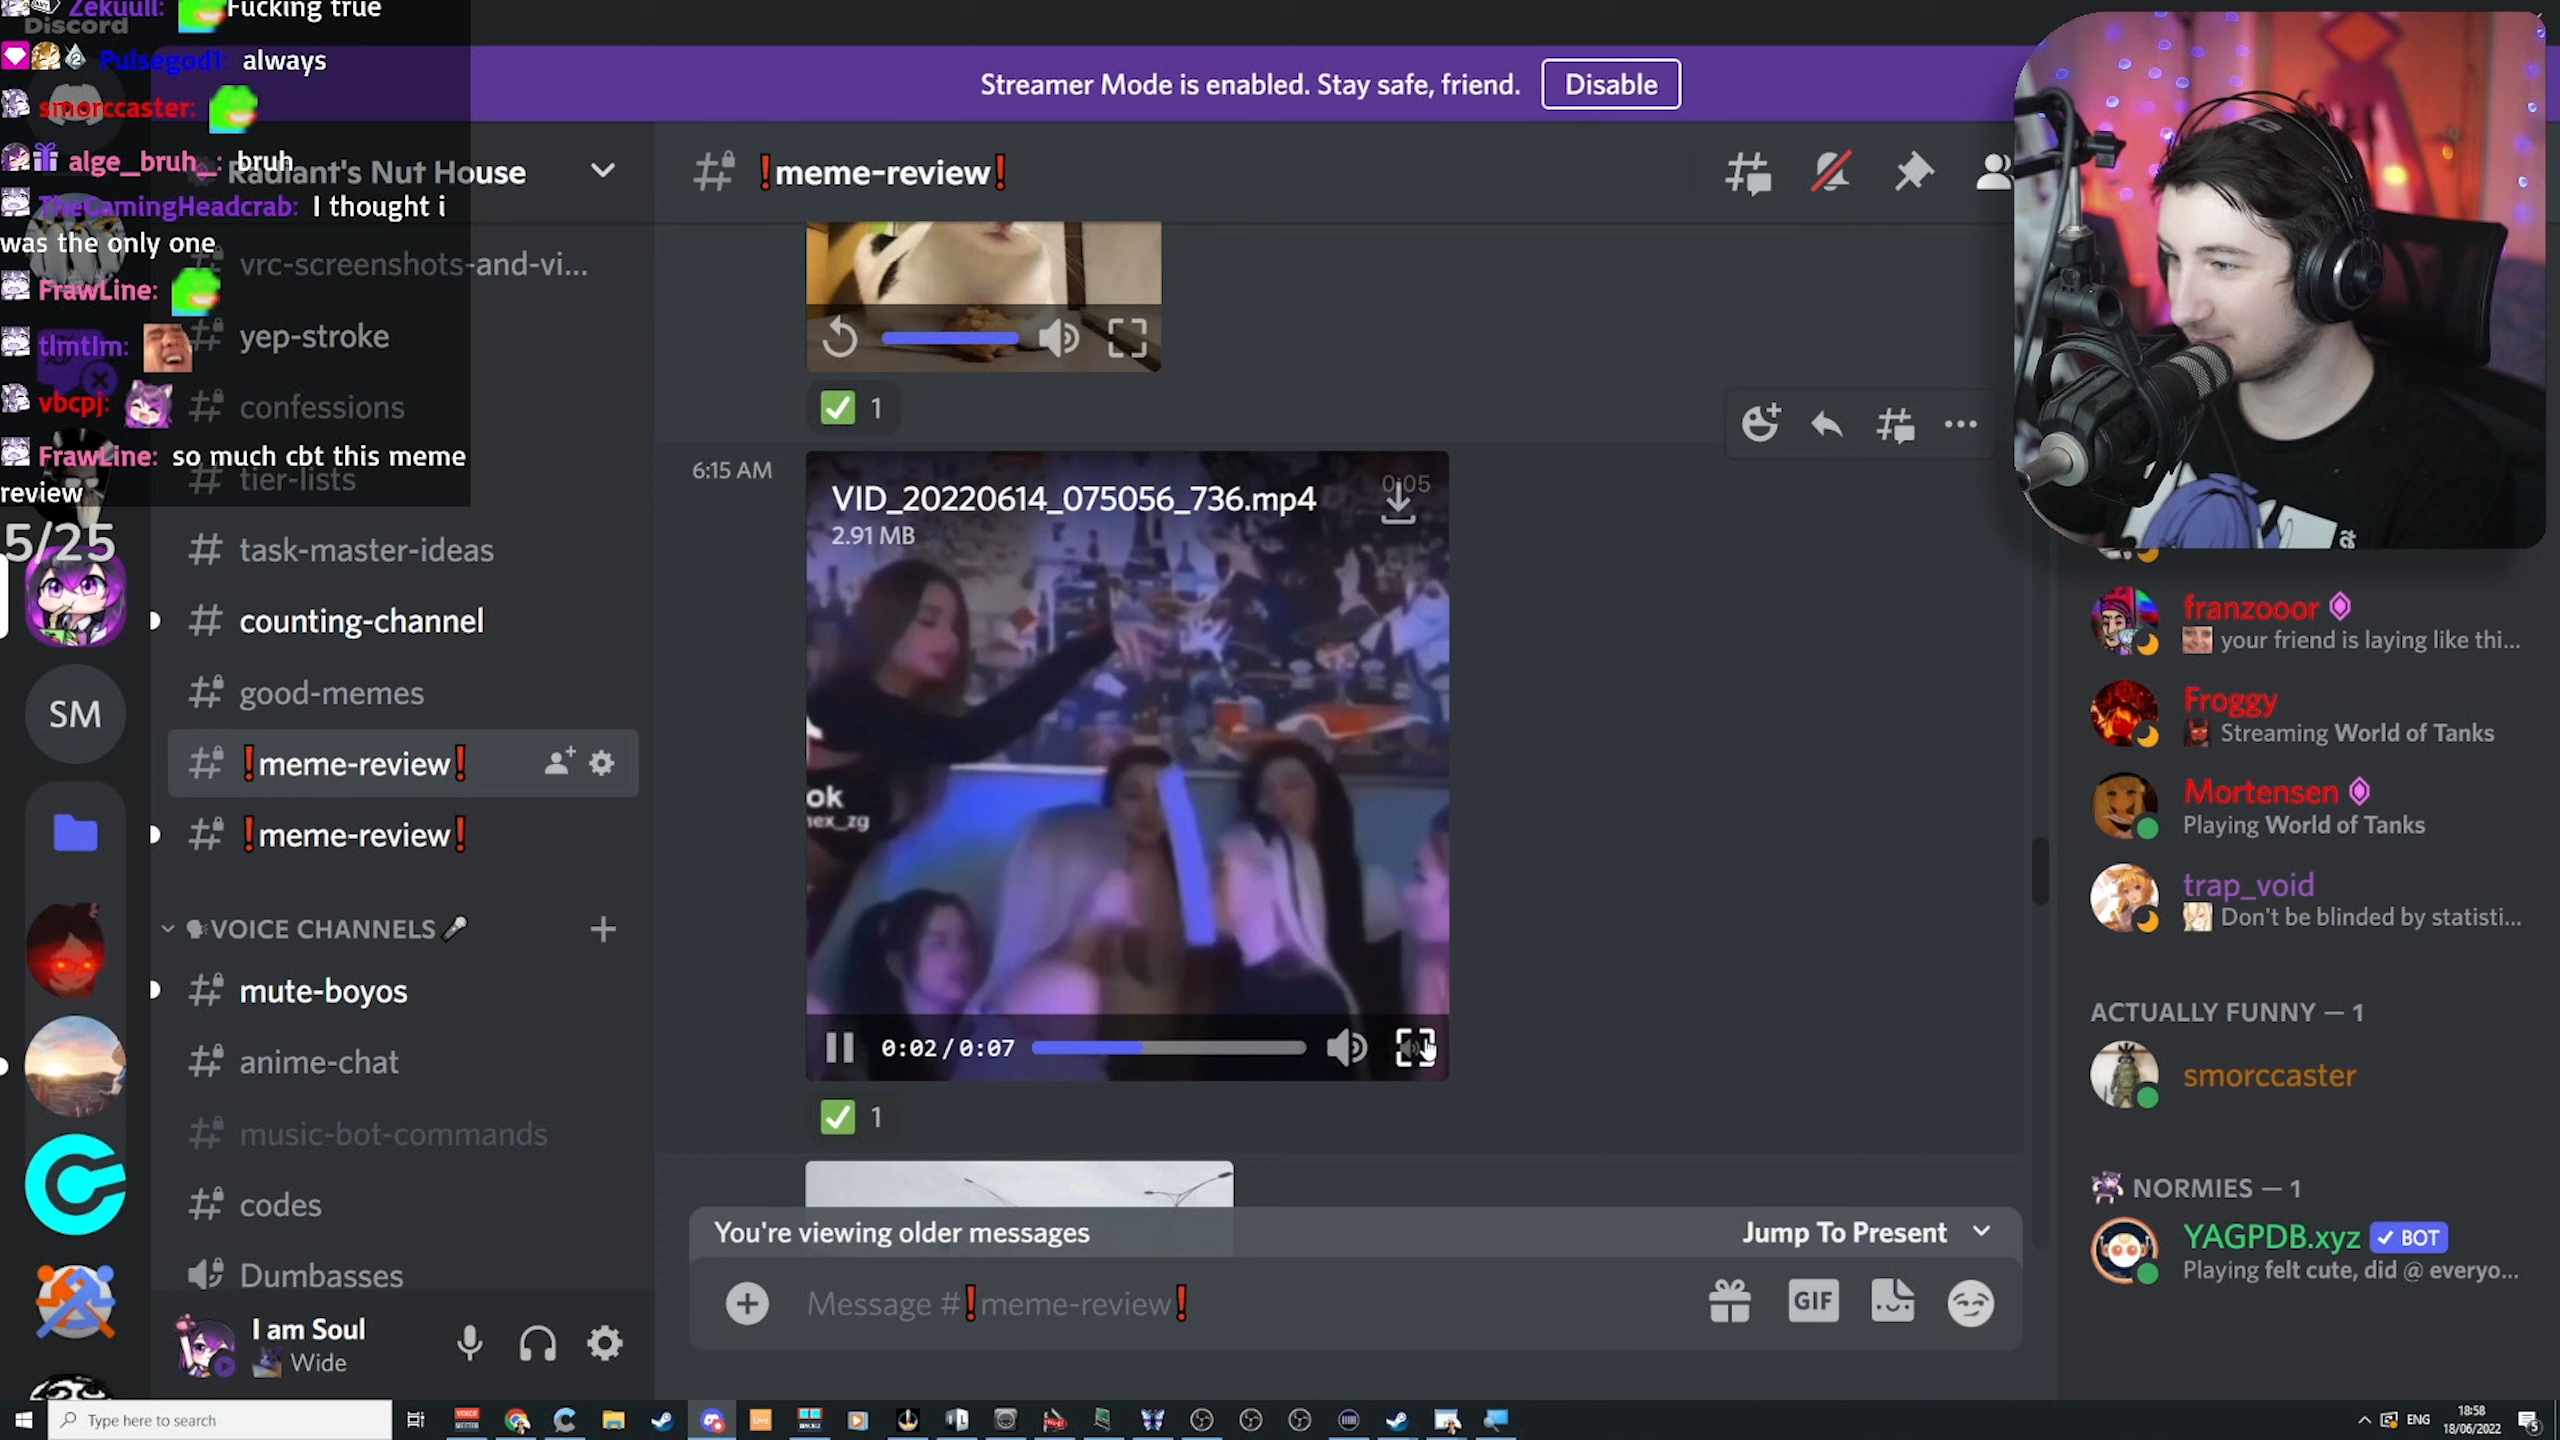 Zekuull: Fucking true
Discord
Pulsegod1: always
smorccaster:
alge_bruh_: bruh
TheGamingHeadcrab: I thought i
was the only one
FrawLine:
tlmtlm:
vbcpj:
FrawLine: so much cbt this meme
review
5/25
SM
Radiant's Nut House
vrc-screenshots-and-vi...
yep-stroke
confessions
tier-lists
task-master-ideas
counting-channel
good-memes
❗meme-review❗
❗meme-review❗
VOICE CHANNELS
mute-boyos
anime-chat
music-bot-commands
codes
Dumbasses
I am Soul
Wide
Streamer Mode is enabled. Stay safe, friend. Disable
❗meme-review❗
✅ 1
6:15 AM
VID_20220614_075056_736.mp4
0:05
2.91 MB
ok
nex_zg
0:02/0:07
✅ 1
You're viewing older messages
Jump To Present
Message #❗meme-review❗
GIF
franzooor
your friend is laying like thi...
Froggy
Streaming World of Tanks
Mortensen
Playing World of Tanks
trap_void
Don't be blinded by statisti...
ACTUALLY FUNNY — 1
smorccaster
NORMIES — 1
YAGPDB.xyz ✓ BOT
Playing felt cute, did @ everyo...
Type here to search
ENG
18:58
18/06/2022
5